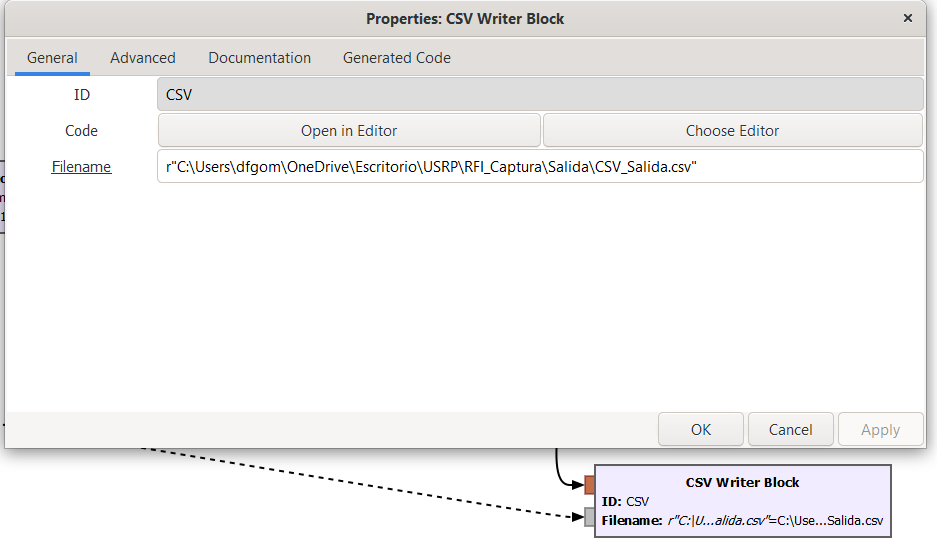 Properties: CSV Writer Block
×
General Advanced Documentation Generated Code
ID CSV
Code Open in Editor Choose Editor
Filename r"C:\Users\dfgom\OneDrive\Escritorio\USRP\RFI_Captura\Salida\CSV_Salida.csv"
OK Cancel Apply
CSV Writer Block
ID: CSV
Filename: r"C:\U...alida.csv"=C:\Use...Salida.csv